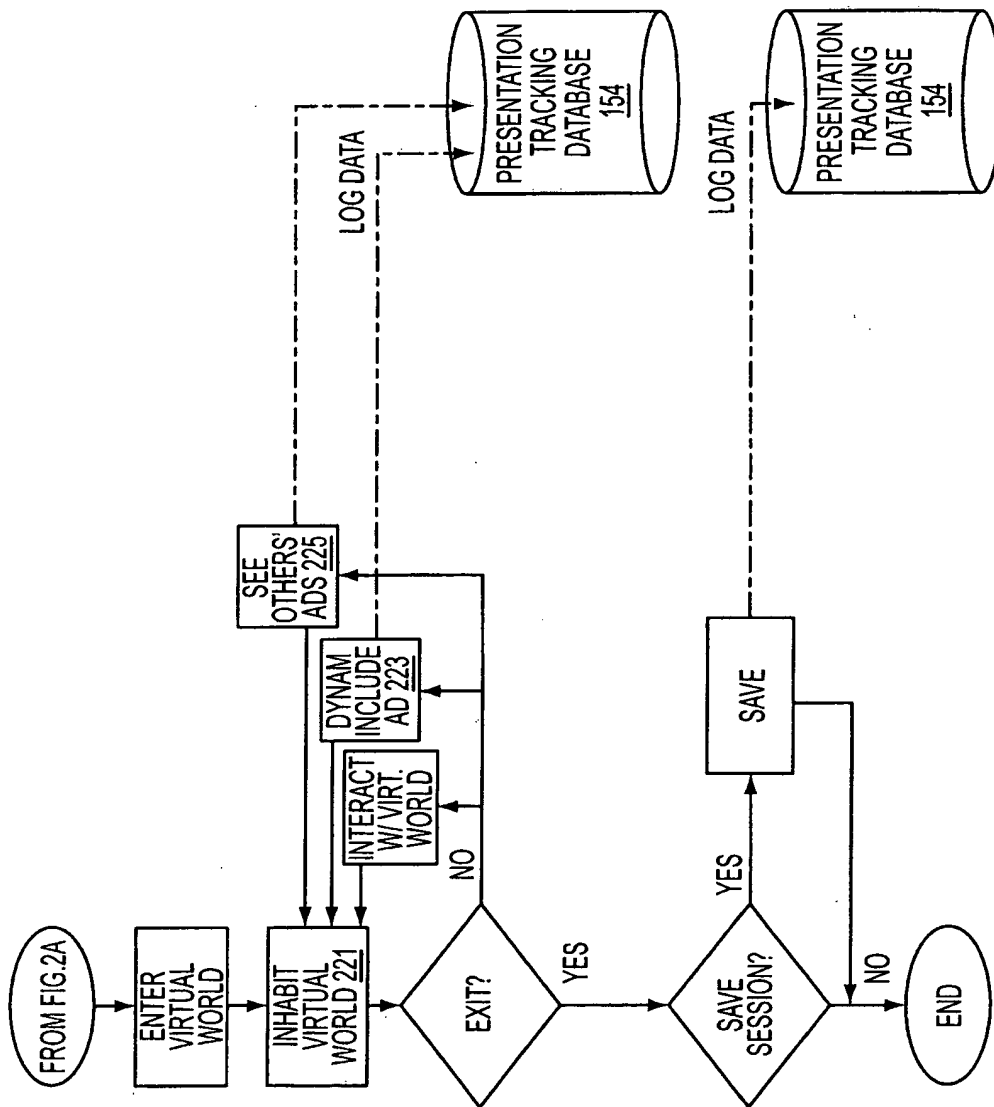 FROM FIG.2A
ENTER
VIRTUAL
WORLD
INHABIT
VIRTUAL
WORLD 221
INTERACT
W/ VIRT.
WORLD
DYNAM
INCLUDE
AD 223
SEE
OTHERS'
ADS 225
LOG DATA
PRESENTATION
TRACKING
DATABASE
154
EXIT?
NO
YES
SAVE
SESSION?
YES
SAVE
LOG DATA
PRESENTATION
TRACKING
DATABASE
154
NO
END